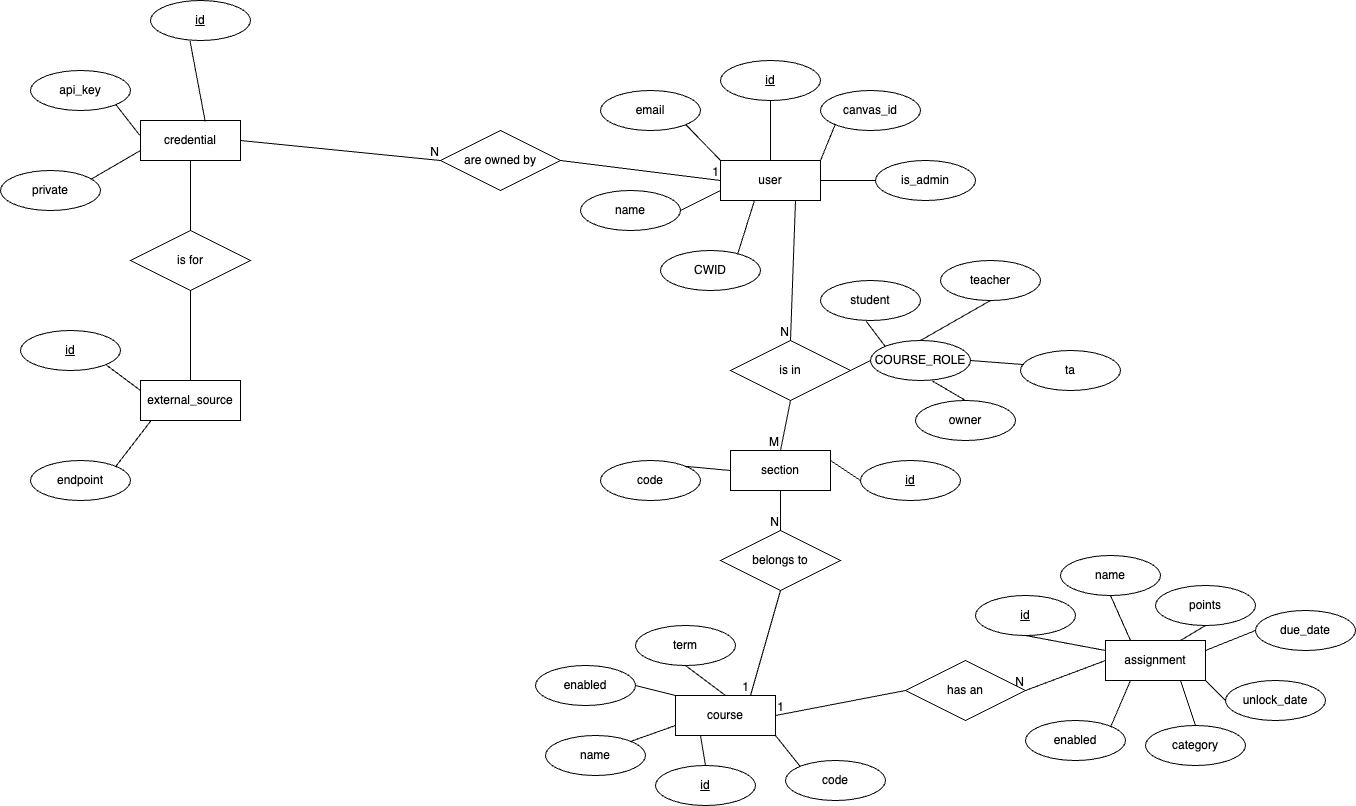 id
api_key
credential
private
N
are owned by
1
id
email
canvas_id
user
is_admin
name
CWID
is for
id
external_source
endpoint
N
is in
student
teacher
COURSE_ROLE
ta
owner
M
section
code
id
N
belongs to
1
term
enabled
course
name
id
code
1
has an
N
id
name
points
due_date
assignment
unlock_date
enabled
category